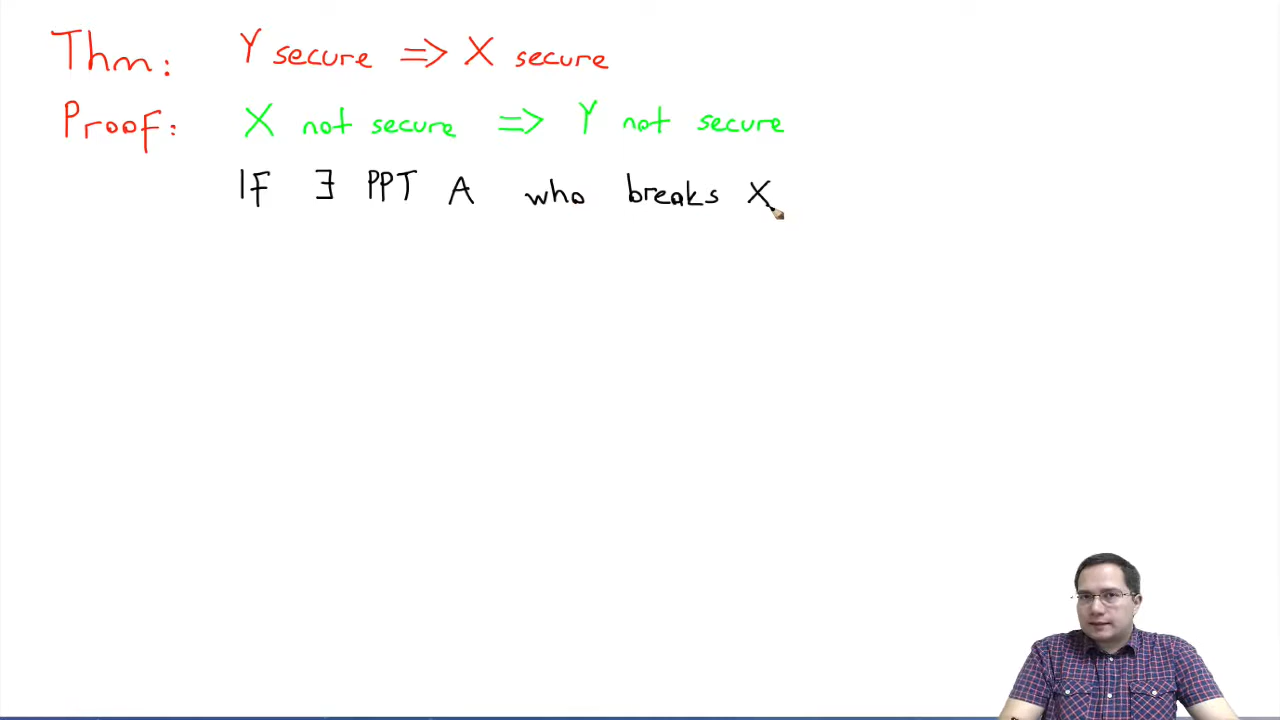 Thm: Y secure => X secure
Proof: X not secure => Y not secure
IF ∃ PPT A who breaks X